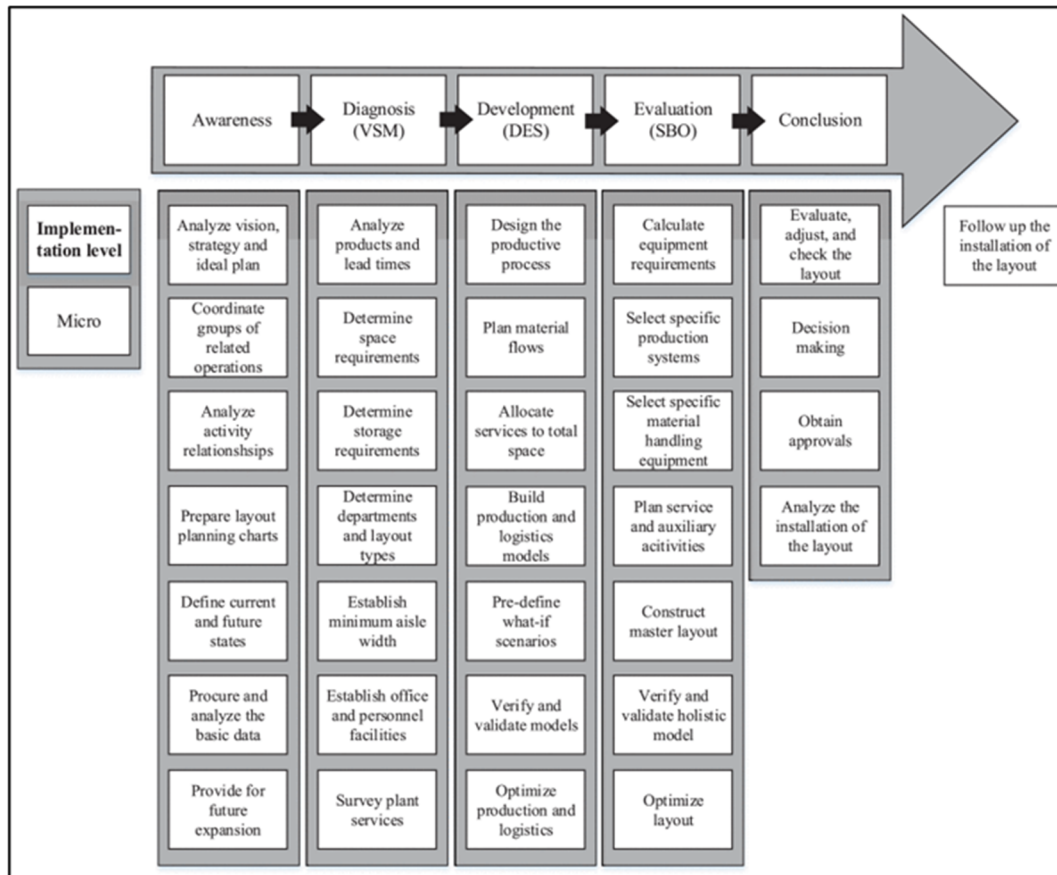 Awareness
Diagnosis
(VSM)
Development
(DES)
Evaluation
(SBO)
Conclusion
Implemen-
tation level
Micro
Analyze vision,
strategy and
ideal plan
Coordinate
groups of
related
operations
Analyze
activity
relationshsips
Prepare layout
planning charts
Define current
and future
states
Procure and
analyze the
basic data
Provide for
future
expansion
Analyze
products and
lead times
Determine
space
requirements
Determine
storage
requirements
Determine
departments
and layout
types
Establish
minimum aisle
width
Establish office
and personnel
facilities
Survey plant
services
Design the
productive
process
Plan material
flows
Allocate
services to total
space
Build
production and
logistics
models
Pre-define
what-if
scenarios
Verify and
validate models
Optimize
production and
logistics
Calculate
equipment
requirements
Select specific
production
systems
Select specific
material
handling
equipment
Plan service
and auxiliary
acitivities
Construct
master layout
Verify and
validate holistic
model
Optimize
layout
Evaluate,
adjust, and
check the
layout
Decision
making
Obtain
approvals
Analyze the
installation of
the layout
Follow up the
installation of
the layout